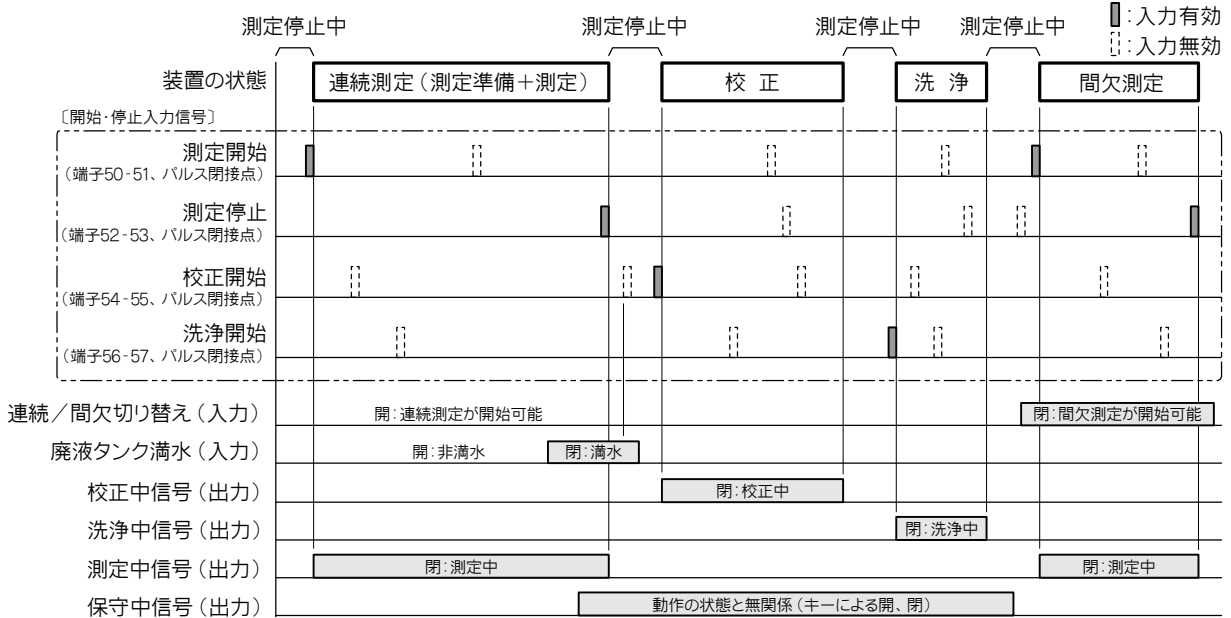 測定停止中
測定停止中
測定停止中
測定停止中
:入力有効
:入力無効
装置の状態
連続測定(測定準備+測定)
校 正
洗 浄
間欠測定
〔開始・停止入力信号〕
測定開始
(端子50-51、パルス閉接点)
測定停止
(端子52-53、パルス閉接点)
校正開始
(端子54-55、パルス閉接点)
洗浄開始
(端子56-57、パルス閉接点)
連続/間欠切り替え(入力)
開:連続測定が開始可能
閉:間欠測定が開始可能
廃液タンク満水(入力)
開:非満水
閉:満水
校正中信号(出力)
閉:校正中
洗浄中信号(出力)
閉:洗浄中
測定中信号(出力)
閉:測定中
閉:測定中
保守中信号(出力)
動作の状態と無関係(キーによる開、閉)